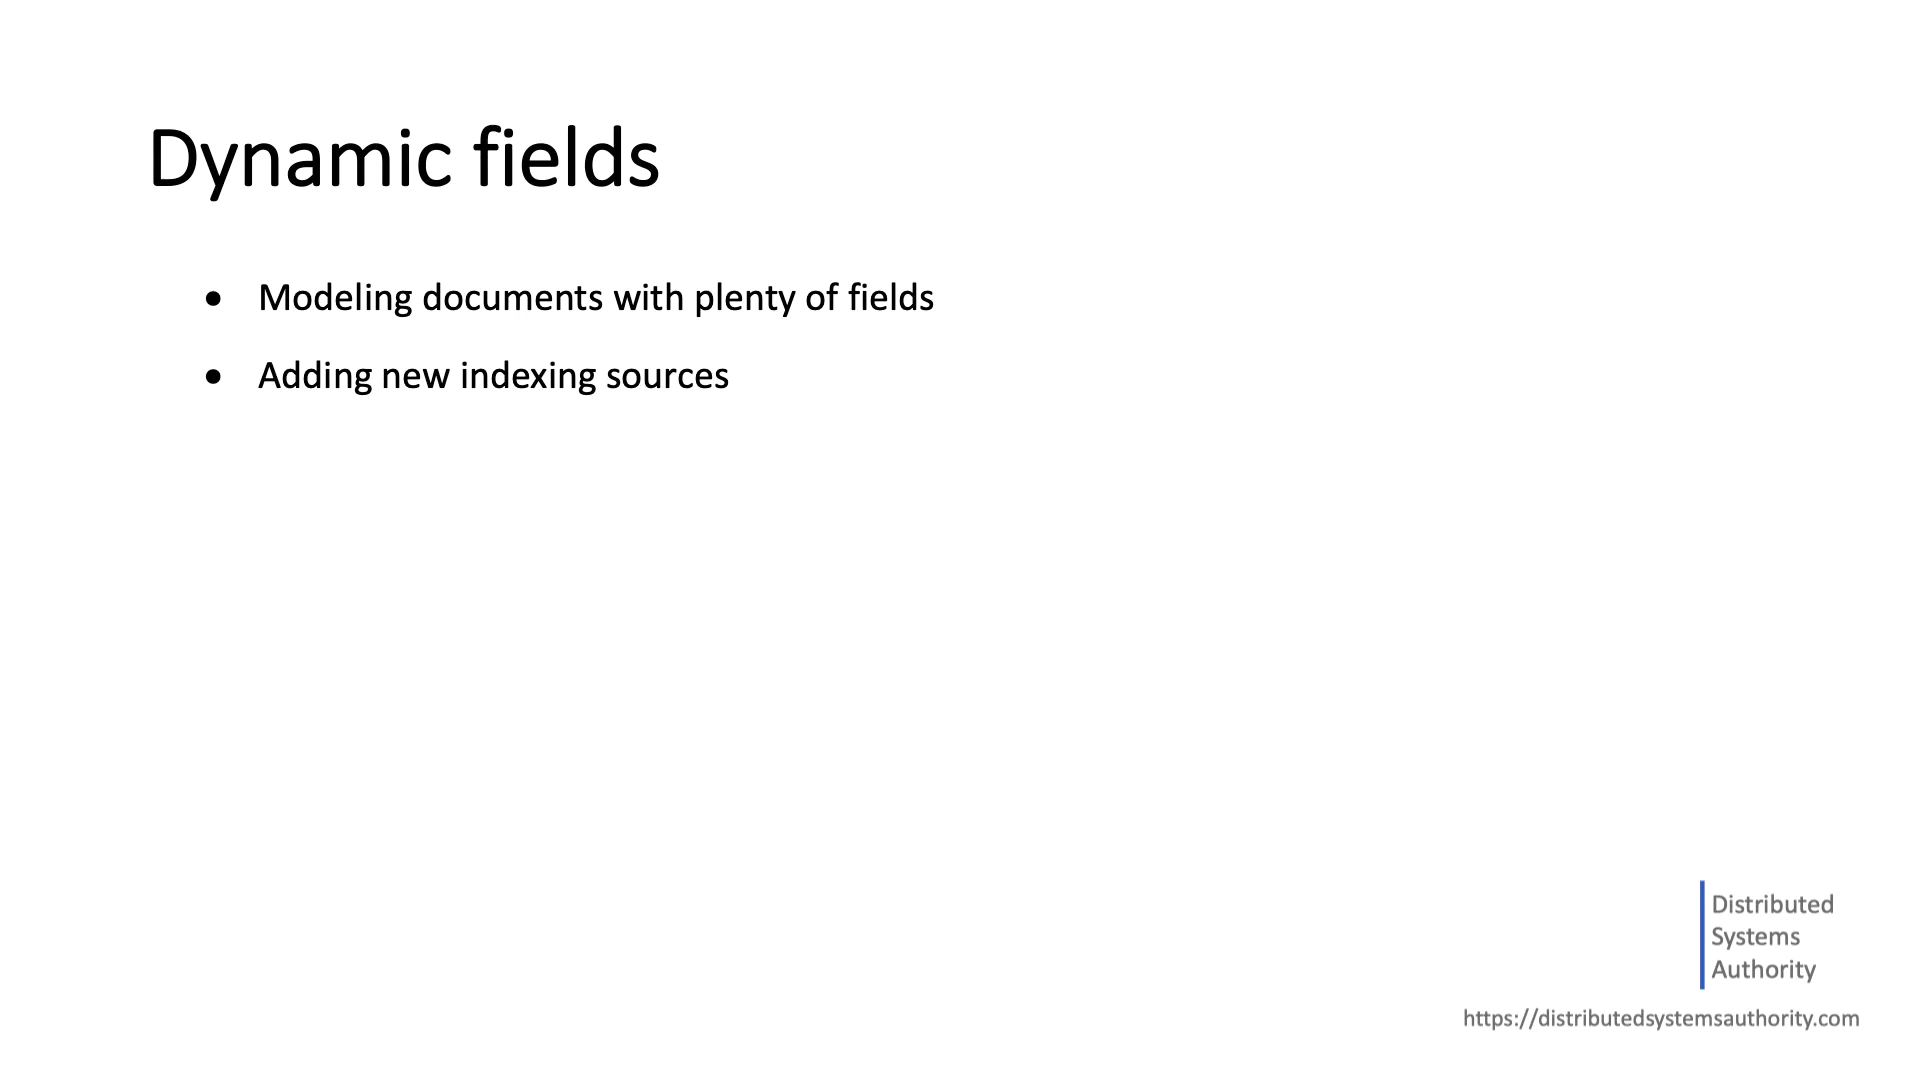 Dynamic fields
• Modeling documents with plenty of fields
• Adding new indexing sources
Distributed
Systems
Authority
https://distributedsystemsauthority.com